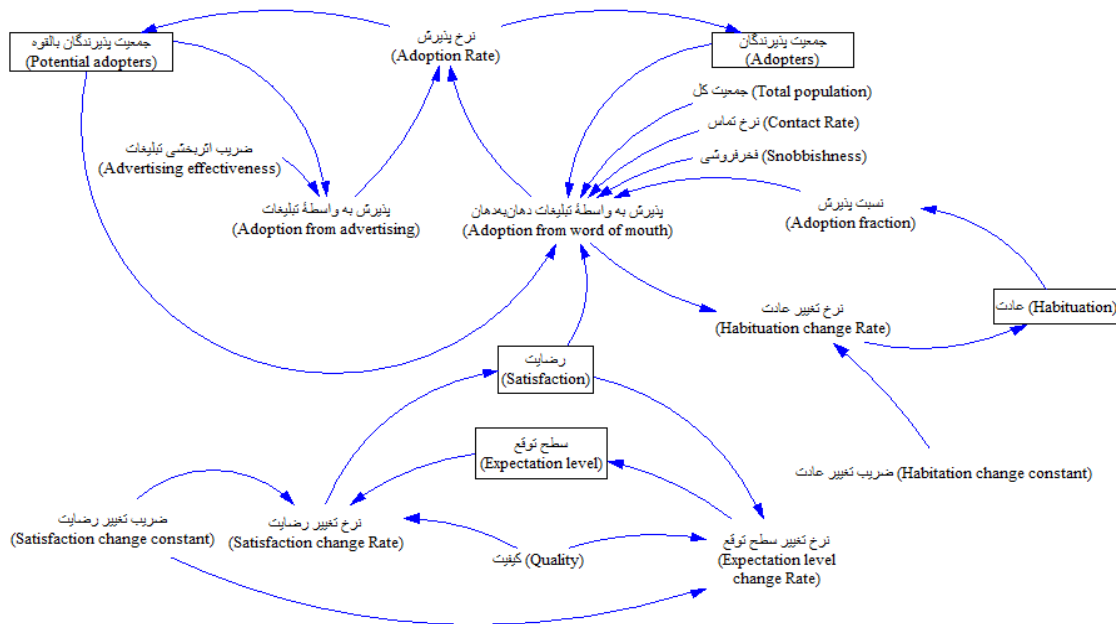 جمعیت پذیرندگان بالقوه
(Potential adopters)
نرخ پذیرش
(Adoption Rate)
جمعیت پذیرندگان
(Adopters)
جمعیت کل (Total population)
نرخ تماس (Contact Rate)
فخرفروشی (Snobbishness)
ضریب اثربخشی تبلیغات
(Advertising effectiveness)
پذیرش به واسطهٔ تبلیغات
(Adoption from advertising)
پذیرش به واسطهٔ تبلیغات دهان‌به‌دهان
(Adoption from word of mouth)
نسبت پذیرش
(Adoption fraction)
نرخ تغییر عادت
(Habituation change Rate)
عادت (Habituation)
رضایت
(Satisfaction)
سطح توقع
(Expectation level)
ضریب تغییر عادت (Habitation change constant)
ضریب تغییر رضایت
(Satisfaction change constant)
نرخ تغییر رضایت
(Satisfaction change Rate)
کیفیت (Quality)
نرخ تغییر سطح توقع
(Expectation level
change Rate)